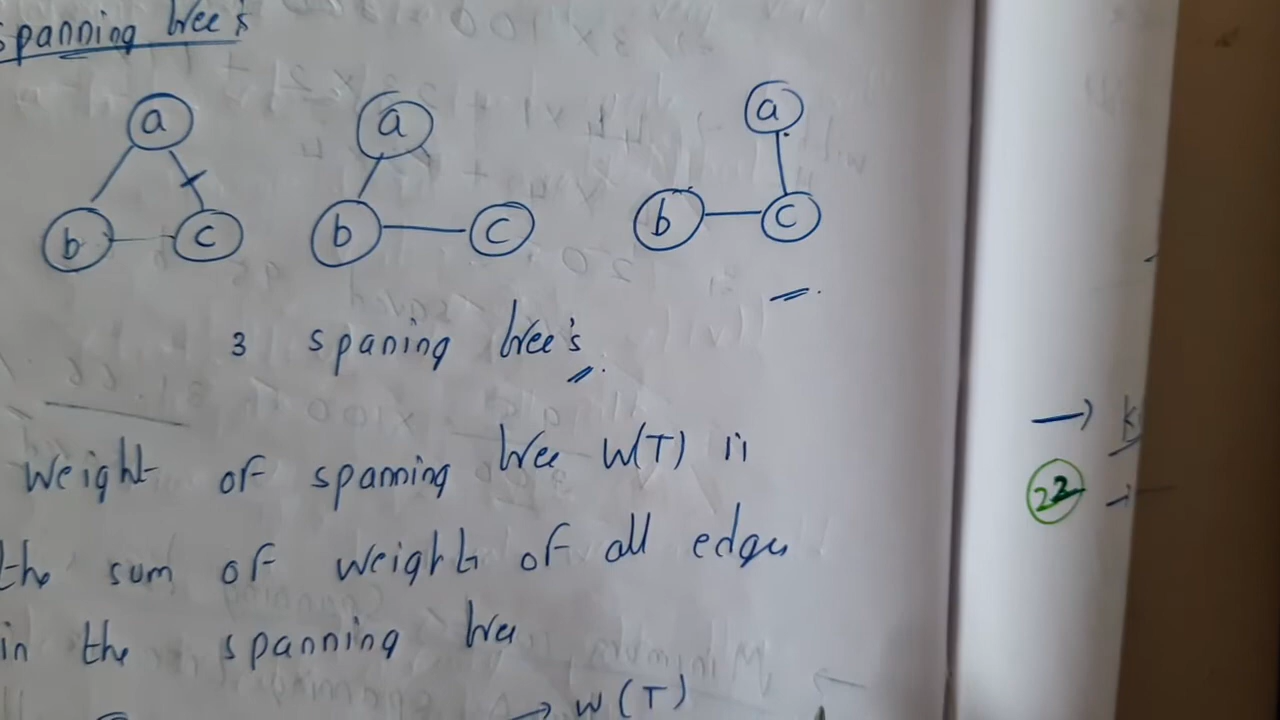 spanning tree's
a a a
b c b c b c
3 spaning tree's
Weight of spanning tree W(T) is
the sum of weight of all edges
in the spanning tree
→ w(T)
→ k
22 →